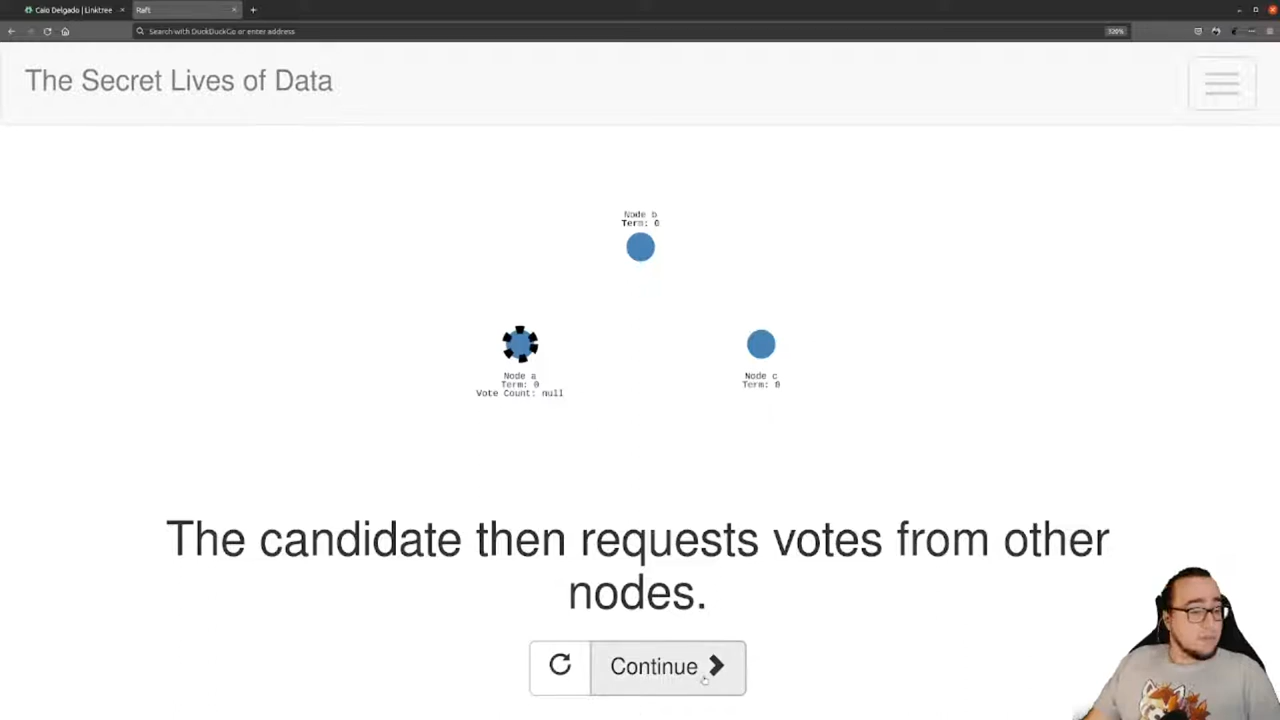 Caio Delgado | Linktree
Raft
Search with DuckDuckGo or enter address
320%
The Secret Lives of Data
Node b
Term: 0
Node a
Term: 0
Vote Count: null
Node c
Term: 0
The candidate then requests votes from other
nodes.
Continue